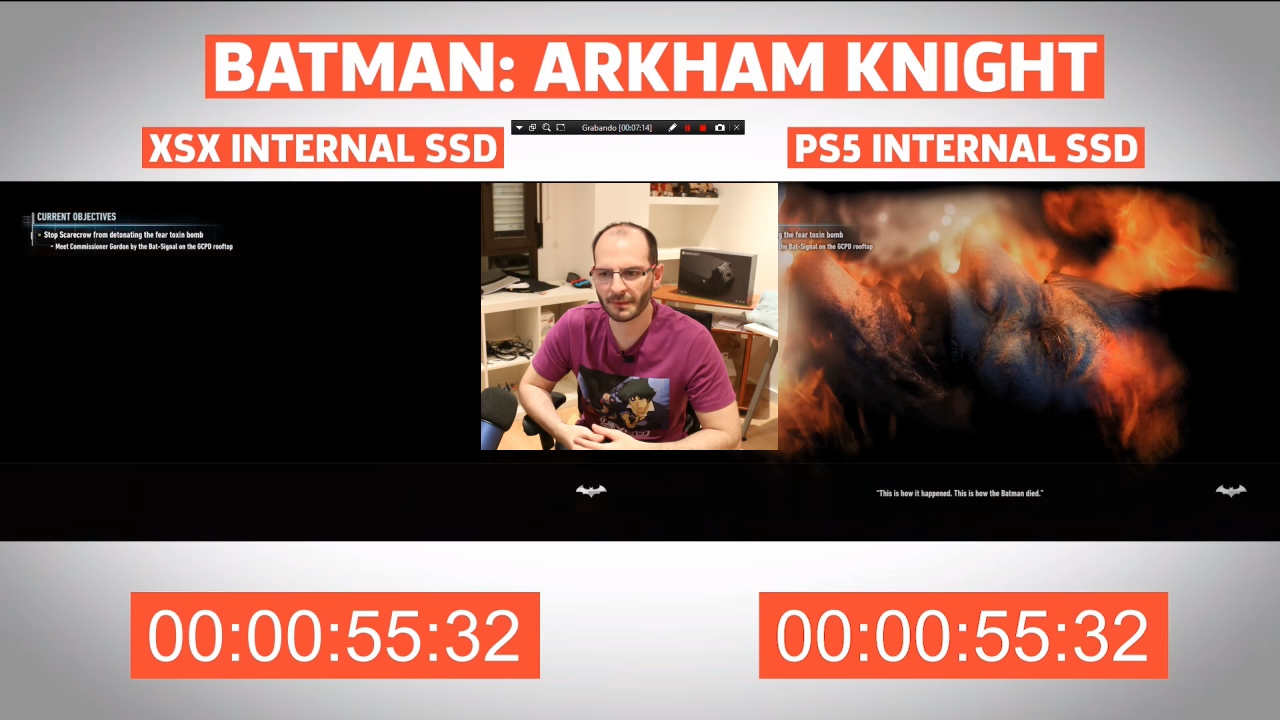 BATMAN: ARKHAM KNIGHT
Grabando [00:07:14]
XSX INTERNAL SSD
PS5 INTERNAL SSD
CURRENT OBJECTIVES
Stop Scarecrow from detonating the fear toxin bomb
- Meet Commissioner Gordon by the Bat-Signal on the GCPD rooftop
g the fear toxin bomb
the Bat-Signal on the GCPD rooftop
"This is how it happened. This is how the Batman died."
00:00:55:32
00:00:55:32